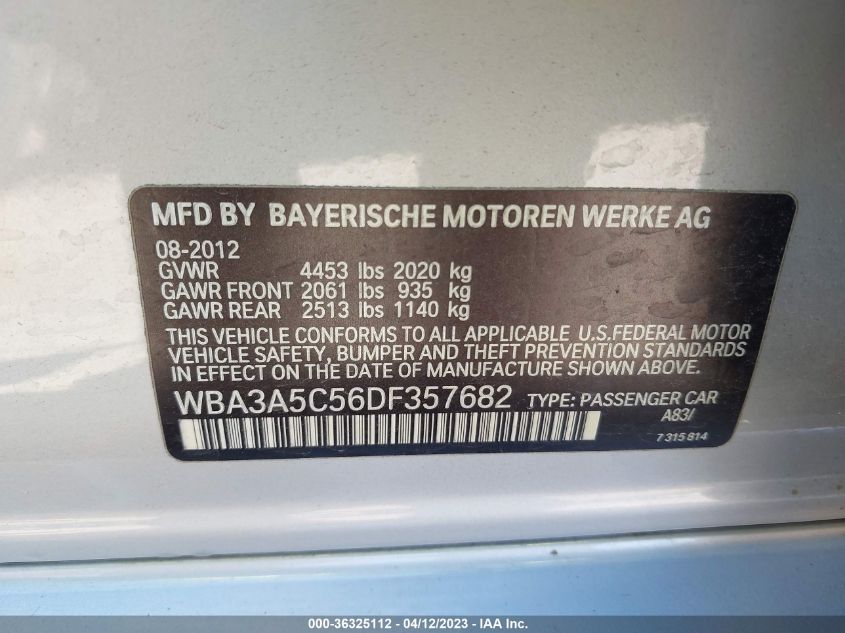 MFD BY BAYERISCHE MOTOREN WERKE AG
08-2012
GVWR 4453 lbs 2020 kg
GAWR FRONT 2061 lbs 935 kg
GAWR REAR 2513 lbs 1140 kg
THIS VEHICLE CONFORMS TO ALL APPLICABLE U.S.FEDERAL MOTOR
VEHICLE SAFETY, BUMPER AND THEFT PREVENTION STANDARDS
IN EFFECT ON THE DATE OF MANUFACTURE SHOWN ABOVE.
WBA3A5C56DF357682 TYPE: PASSENGER CAR
A83/
7 315 814
000-36325112 - 04/12/2023 - IAA Inc.